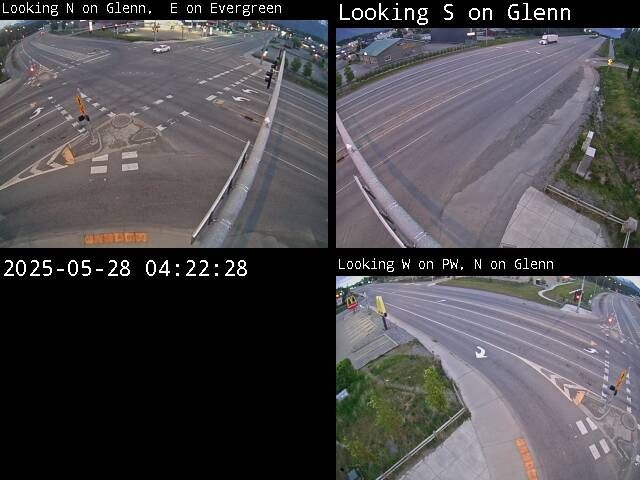 Looking N on Glenn,  E on Evergreen
Looking S on Glenn
2025-05-28 04:22:28
Looking W on PW, N on Glenn